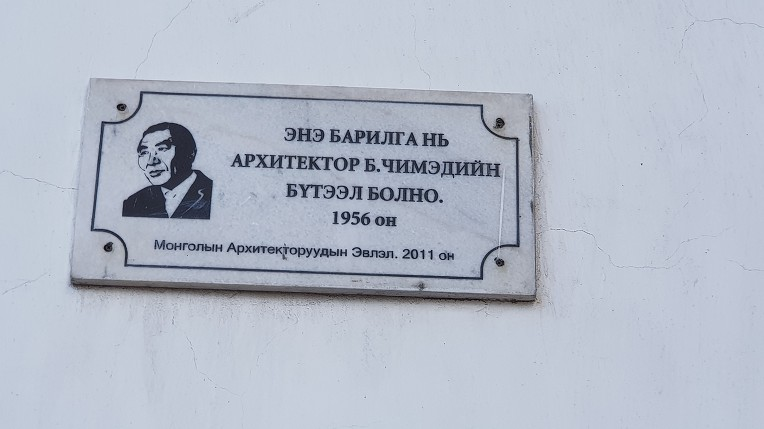 ЭНЭ БАРИЛГА НЬ
АРХИТЕКТОР Б.ЧИМЭДИЙН
БҮТЭЭЛ БОЛНО.
1956 он
Монголын Архитекторуудын Эвлэл. 2011 он